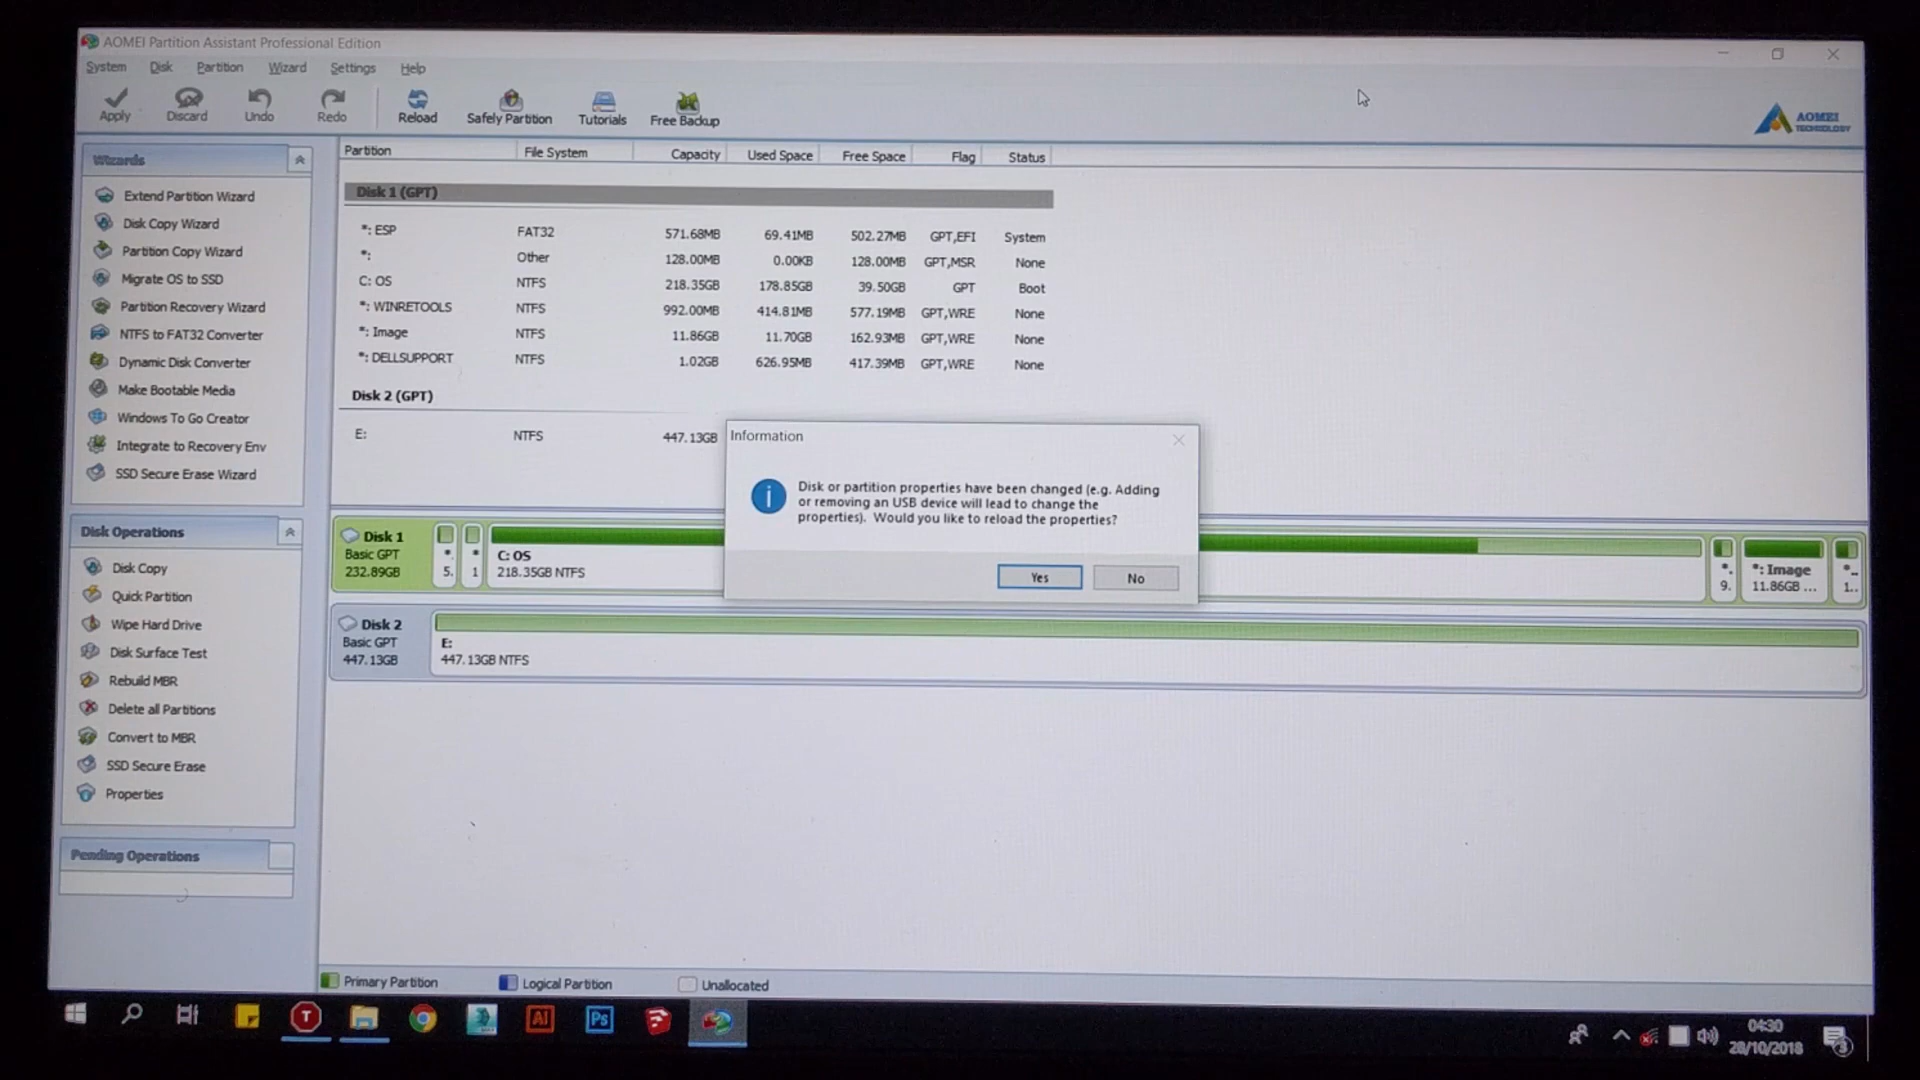 AOMEI Partition Assistant Professional Edition
System Disk Partition Wizard Settings Help
Apply Discard Undo Redo Reload Safely Partition Tutorials Free Backup
AOMEI
TECHNOLOGY
Wizards
Extend Partition Wizard
Disk Copy Wizard
Partition Copy Wizard
Migrate OS to SSD
Partition Recovery Wizard
NTFS to FAT32 Converter
Dynamic Disk Converter
Make Bootable Media
Windows To Go Creator
Integrate to Recovery Env
SSD Secure Erase Wizard
Disk Operations
Disk Copy
Quick Partition
Wipe Hard Drive
Disk Surface Test
Rebuild MBR
Delete all Partitions
Convert to MBR
SSD Secure Erase
Properties
Pending Operations
Partition File System Capacity Used Space Free Space Flag Status
Disk 1 (GPT)
*: ESP FAT32 571.68MB 69.41MB 502.27MB GPT,EFI System
*: Other 128.00MB 0.00KB 128.00MB GPT,MSR None
C: OS NTFS 218.35GB 178.85GB 39.50GB GPT Boot
*: WINRETOOLS NTFS 992.00MB 414.81MB 577.19MB GPT,WRE None
*: Image NTFS 11.86GB 11.70GB 162.93MB GPT,WRE None
*: DELLSUPPORT NTFS 1.02GB 626.95MB 417.39MB GPT,WRE None
Disk 2 (GPT)
E: NTFS 447.13GB
Information
Disk or partition properties have been changed (e.g. Adding
or removing an USB device will lead to change the
properties). Would you like to reload the properties?
Yes No
Disk 1
Basic GPT
232.89GB
*.
5.
*
1
C: OS
218.35GB NTFS
*.
9.
*: Image
11.86GB ...
*..
1..
Disk 2
Basic GPT
447.13GB
E:
447.13GB NTFS
Primary Partition Logical Partition Unallocated
T
Ai
Ps
04:30
28/10/2018
3